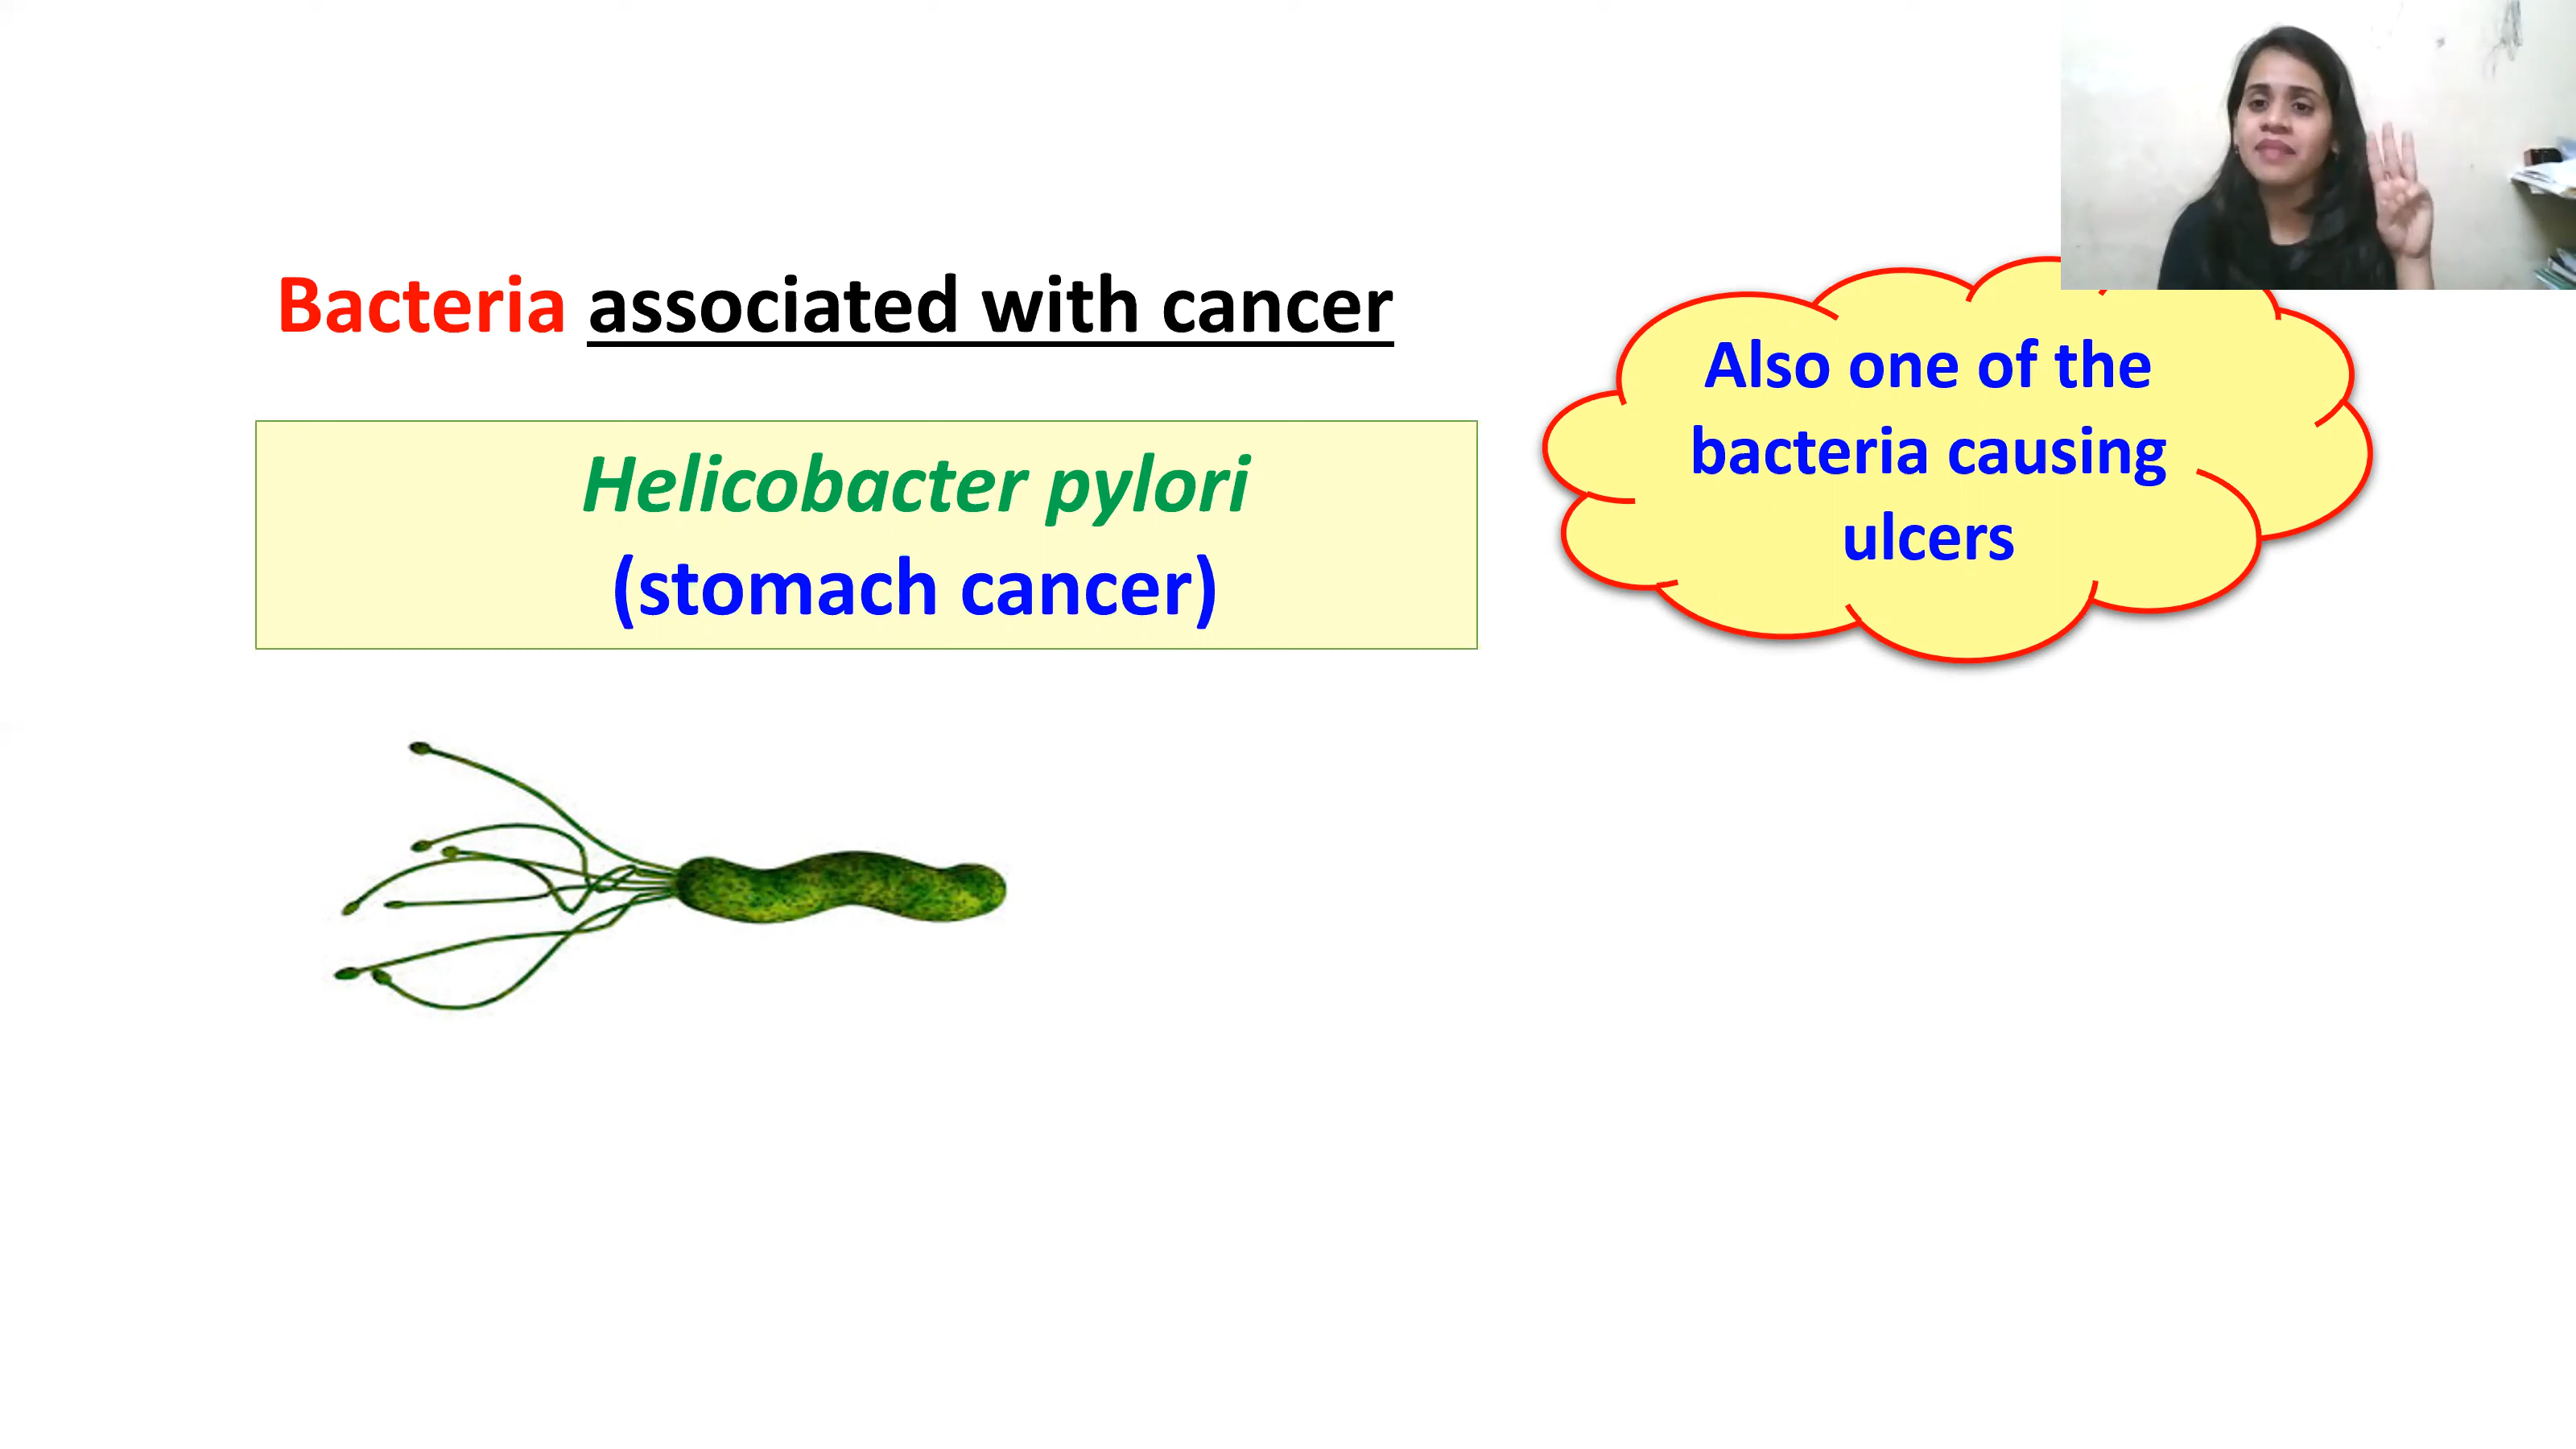 Bacteria associated with cancer
Helicobacter pylori
(stomach cancer)
Also one of the
bacteria causing
ulcers